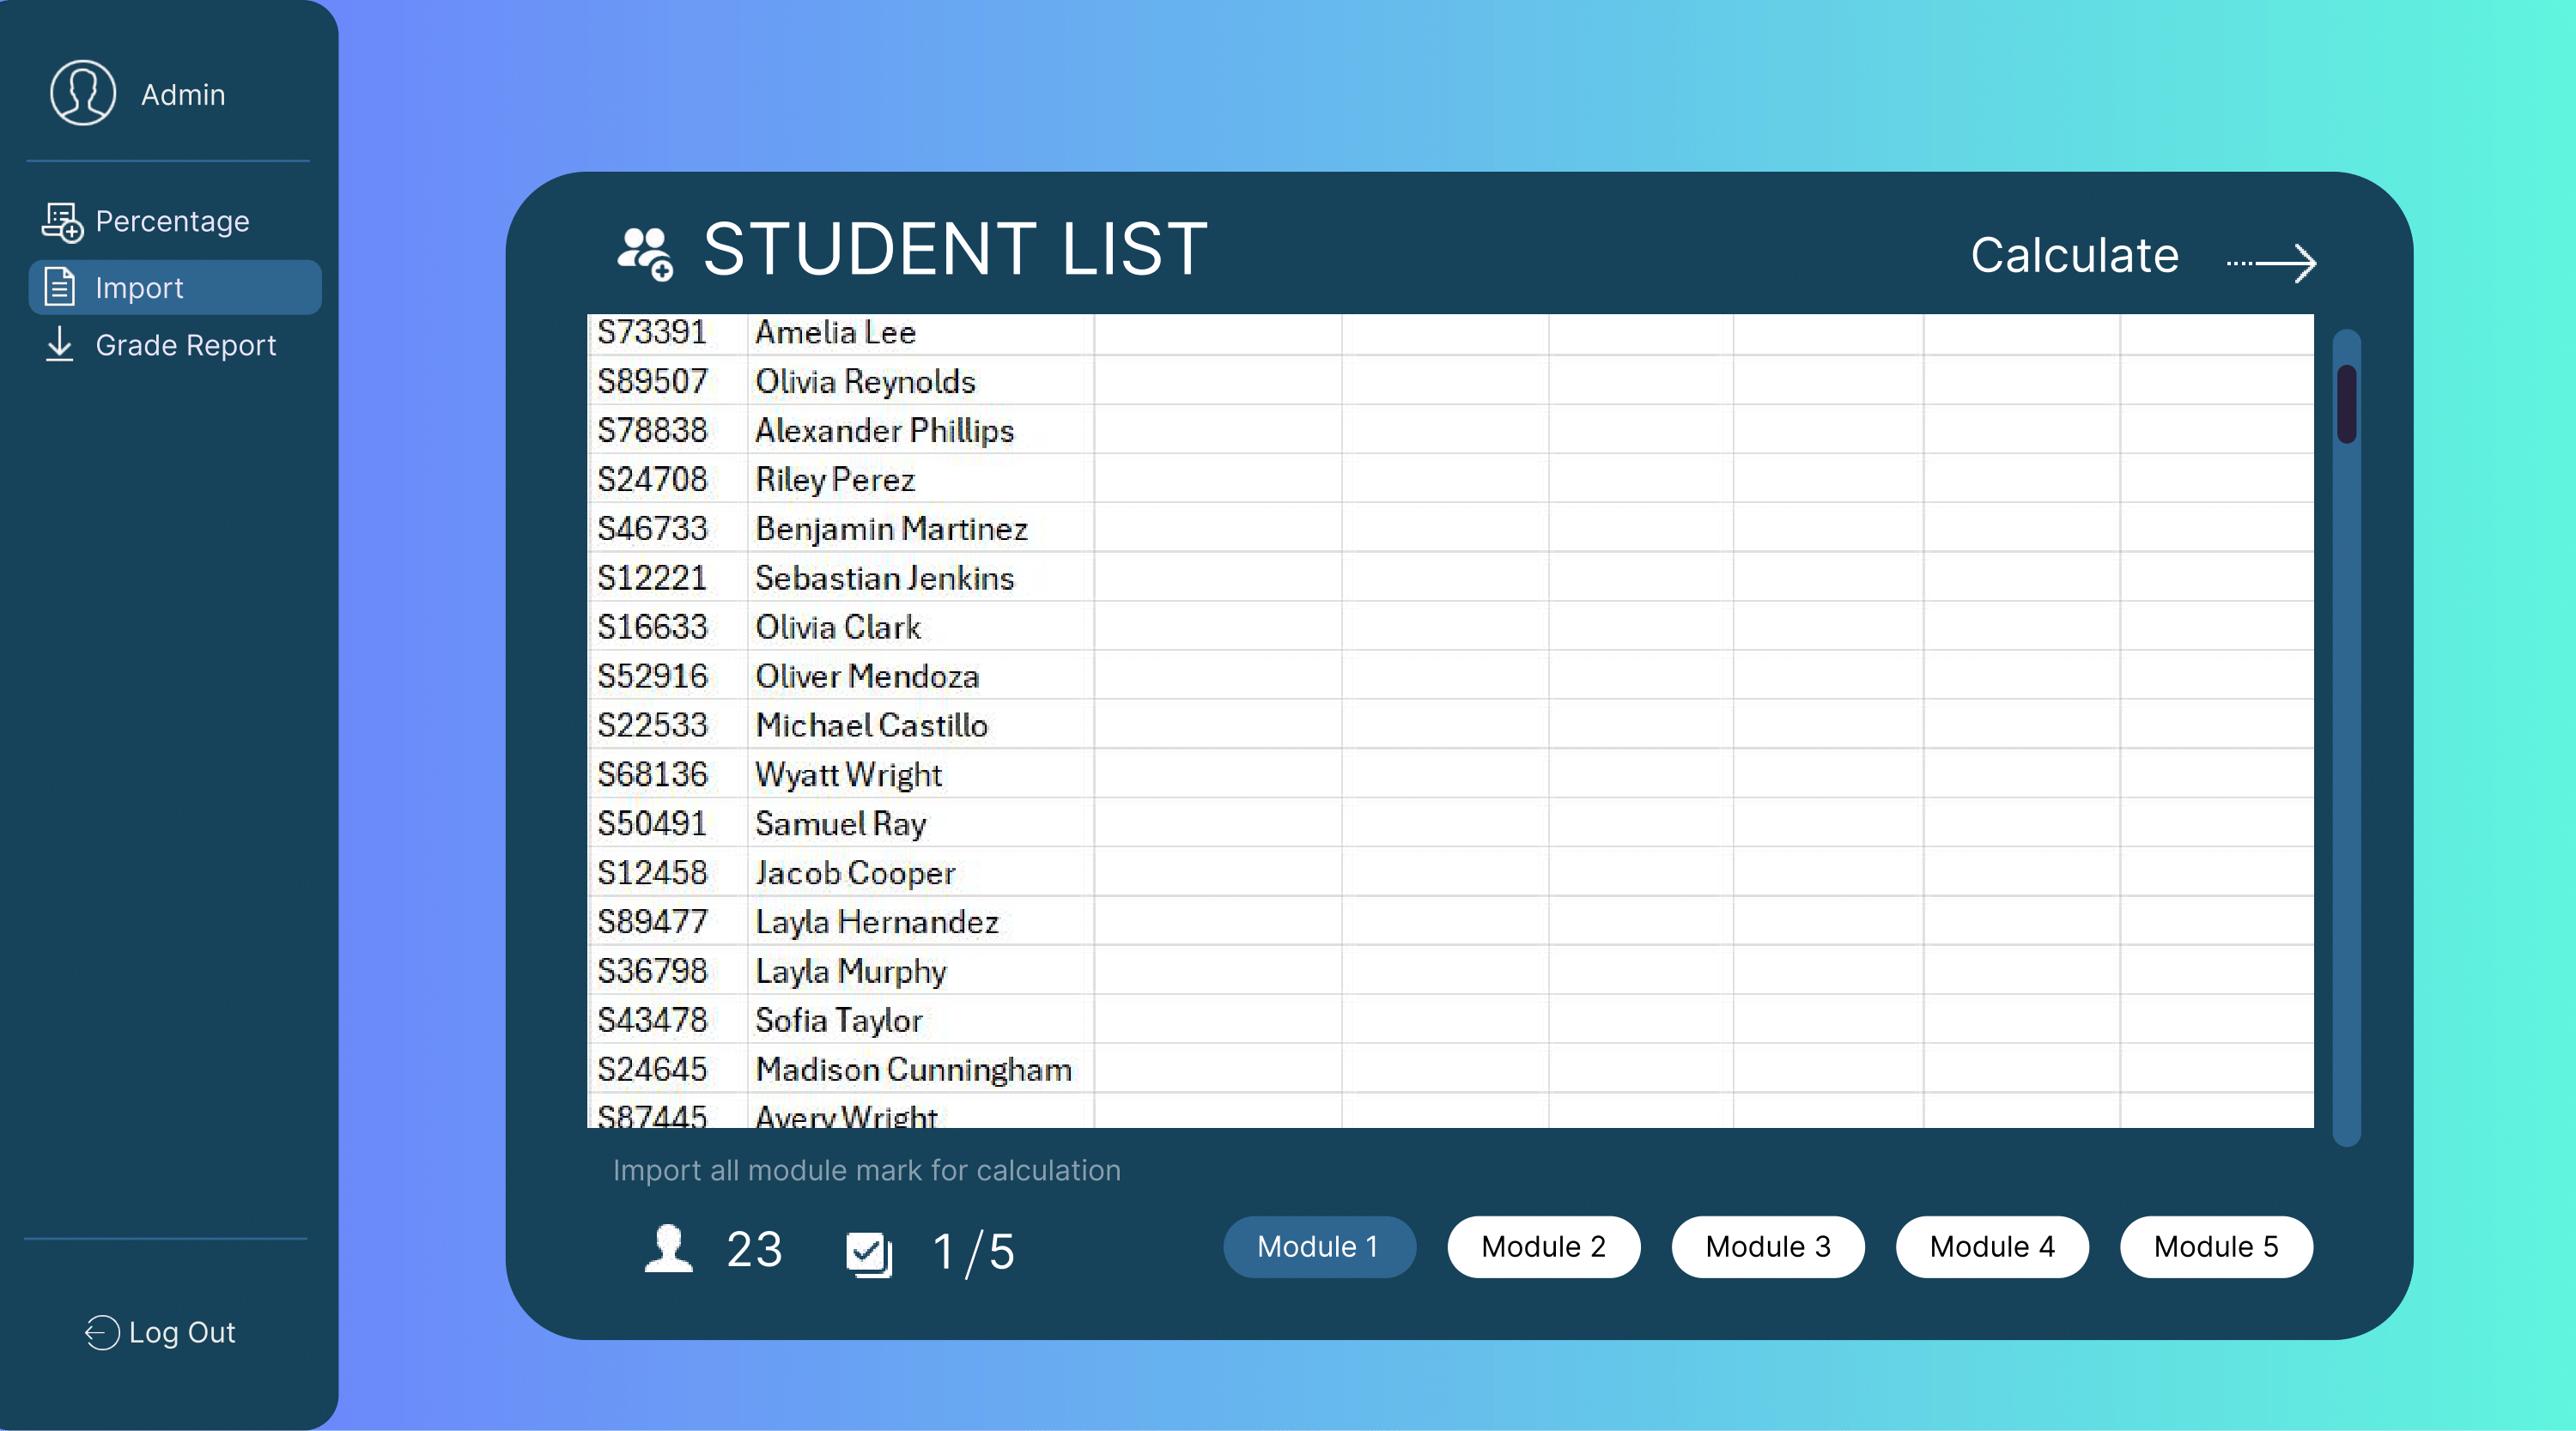 Admin
Percentage
Import
Grade Report
Log Out
STUDENT LIST
Calculate
S73391 Amelia Lee
S89507 Olivia Reynolds
S78838 Alexander Phillips
S24708 Riley Perez
S46733 Benjamin Martinez
S12221 Sebastian Jenkins
S16633 Olivia Clark
S52916 Oliver Mendoza
S22533 Michael Castillo
S68136 Wyatt Wright
S50491 Samuel Ray
S12458 Jacob Cooper
S89477 Layla Hernandez
S36798 Layla Murphy
S43478 Sofia Taylor
S24645 Madison Cunningham
S87445 Avery Wright
Import all module mark for calculation
23 1/5 Module 1 Module 2 Module 3 Module 4 Module 5